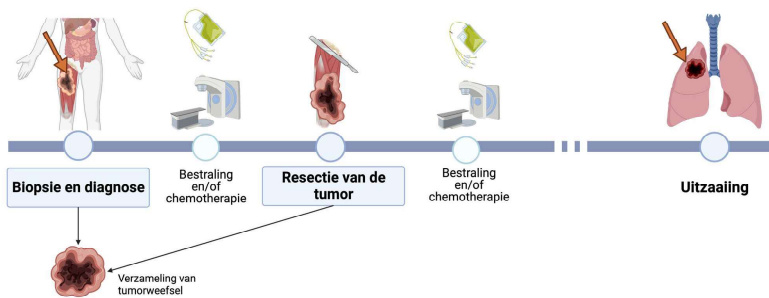 Biopsie en diagnose
Bestraling
en/of
chemotherapie
Resectie van de
tumor
Bestraling
en/of
chemotherapie
Uitzaaiing
Verzameling van
tumorweefsel